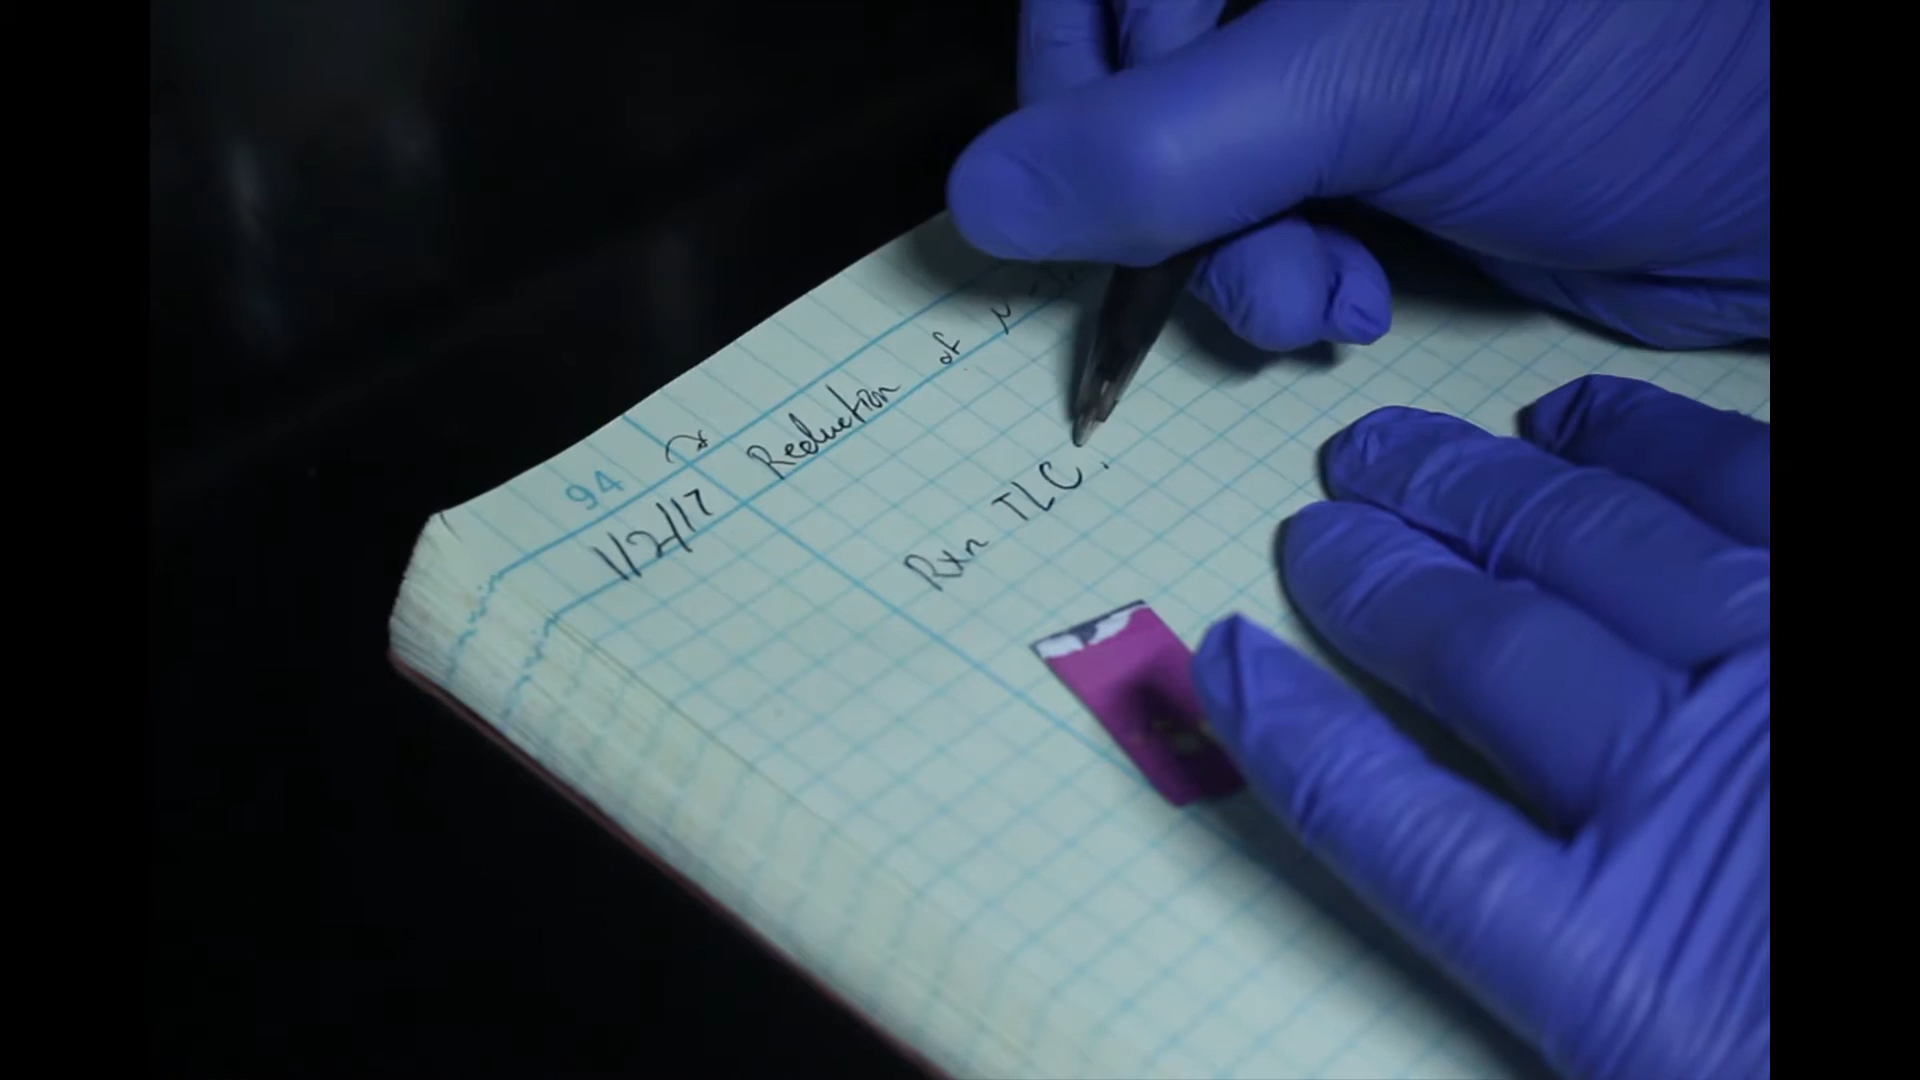 94
1/2/17 Reduction of
Rxn TLC.